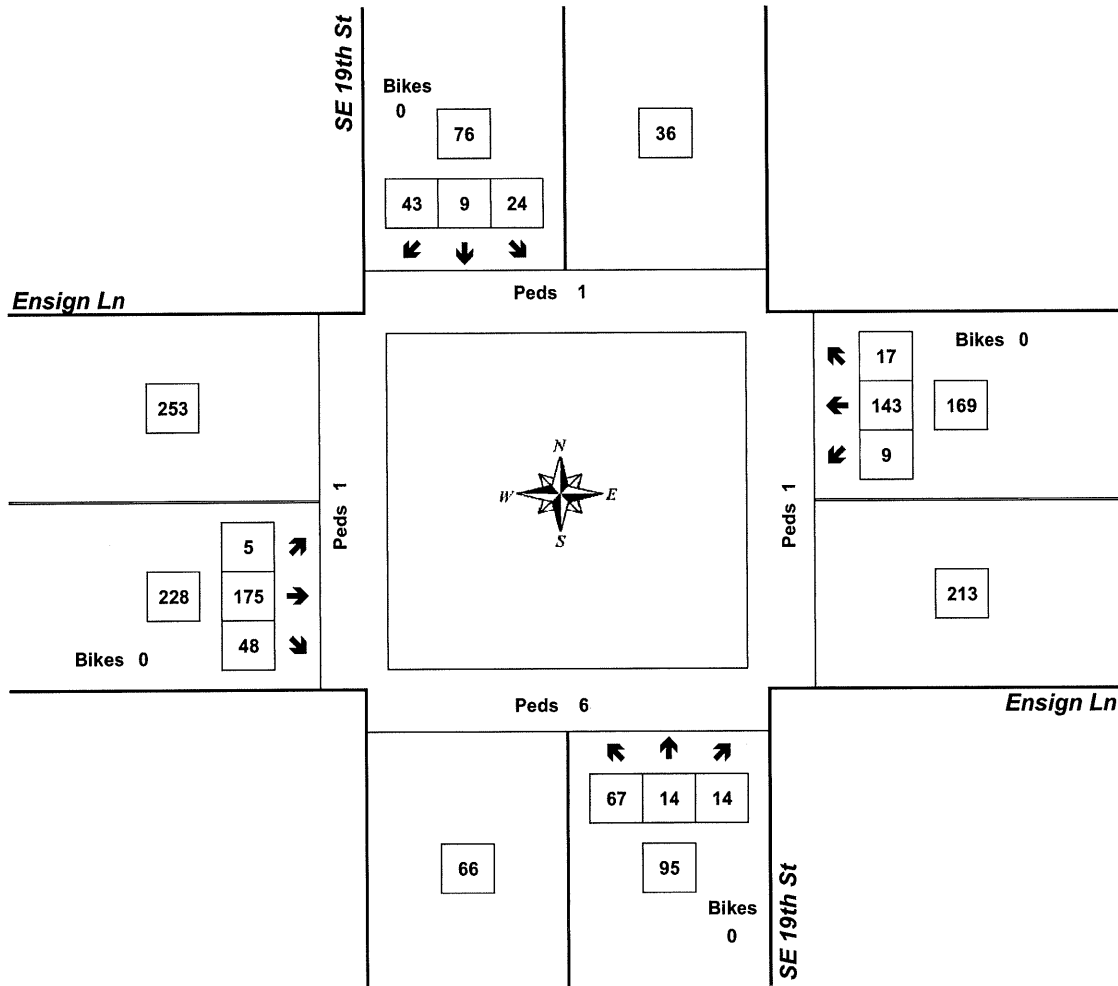 SE 19th St
Bikes
0
76
36
43 9 24
Peds 1
Ensign Ln
17
Bikes 0
253
143 169
9
N
W E
S
Peds 1
Peds 1
5
228 175
48
Bikes 0
213
Peds 6
Ensign Ln
67 14 14
66
95
Bikes
0
SE 19th St